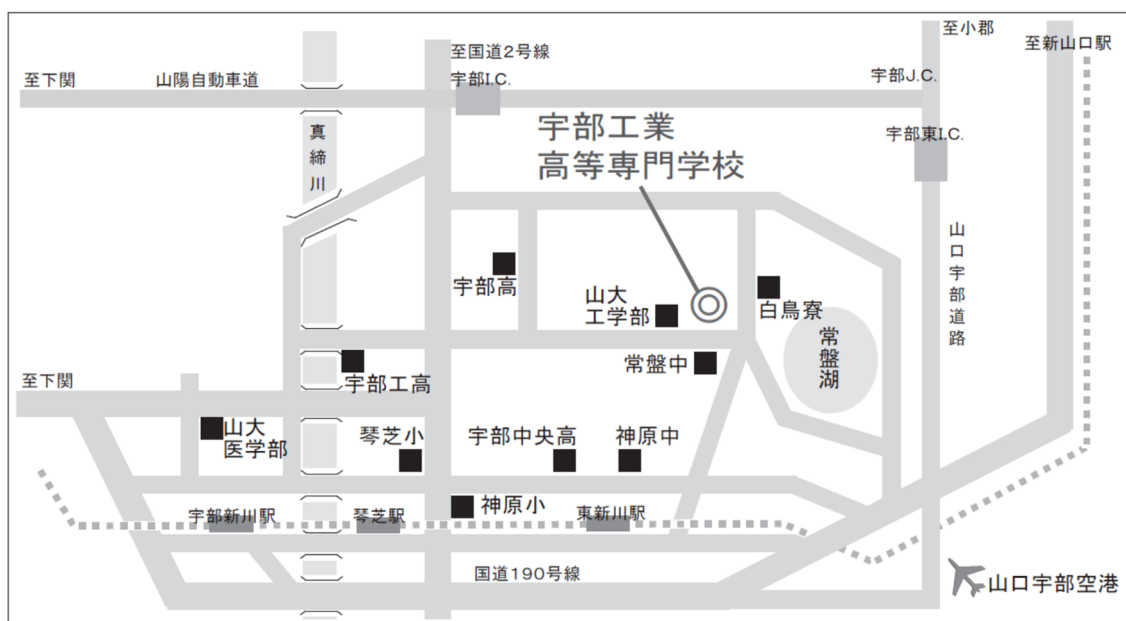 至小郡
至新山口駅
至国道2号線
至下関
山陽自動車道
宇部I.C.
宇部J.C.
宇部工業
高等専門学校
宇部東I.C.
真締川
山口宇部道路
宇部高
山大
工学部
白鳥寮
常盤湖
常盤中
宇部工高
至下関
山大
医学部
琴芝小
宇部中央高
神原中
神原小
宇部新川駅
琴芝駅
東新川駅
国道190号線
山口宇部空港